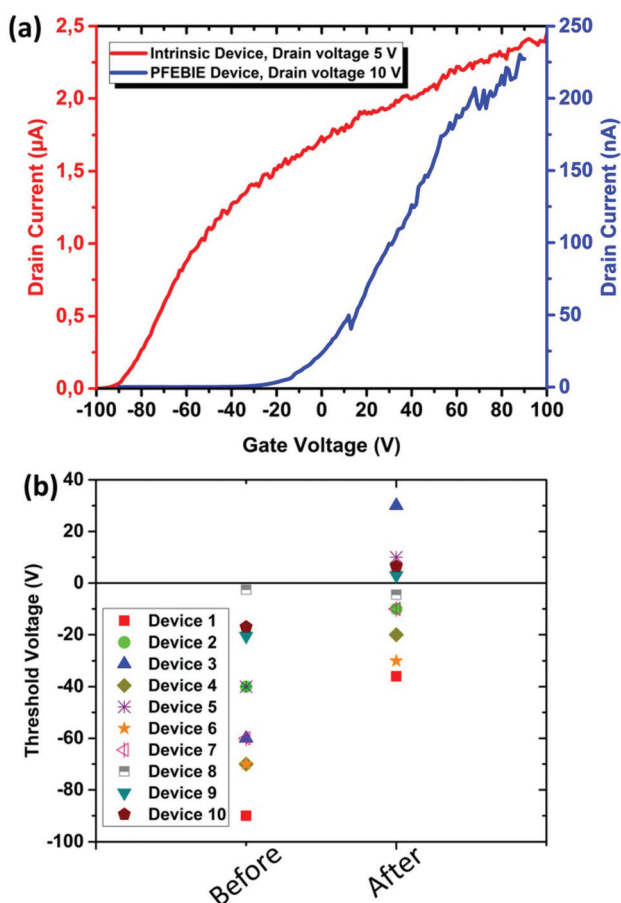 (a)
Intrinsic Device, Drain voltage 5 V
PFEBIE Device, Drain voltage 10 V
2,5
2,0
1,5
1,0
0,5
0,0
Drain Current (µA)
250
200
150
100
50
0
Drain Current (nA)
-100 -80 -60 -40 -20 0 20 40 60 80 100
Gate Voltage (V)
(b)
40
20
0
-20
-40
-60
-80
-100
Threshold Voltage (V)
Device 1
Device 2
Device 3
Device 4
Device 5
Device 6
Device 7
Device 8
Device 9
Device 10
Before
After